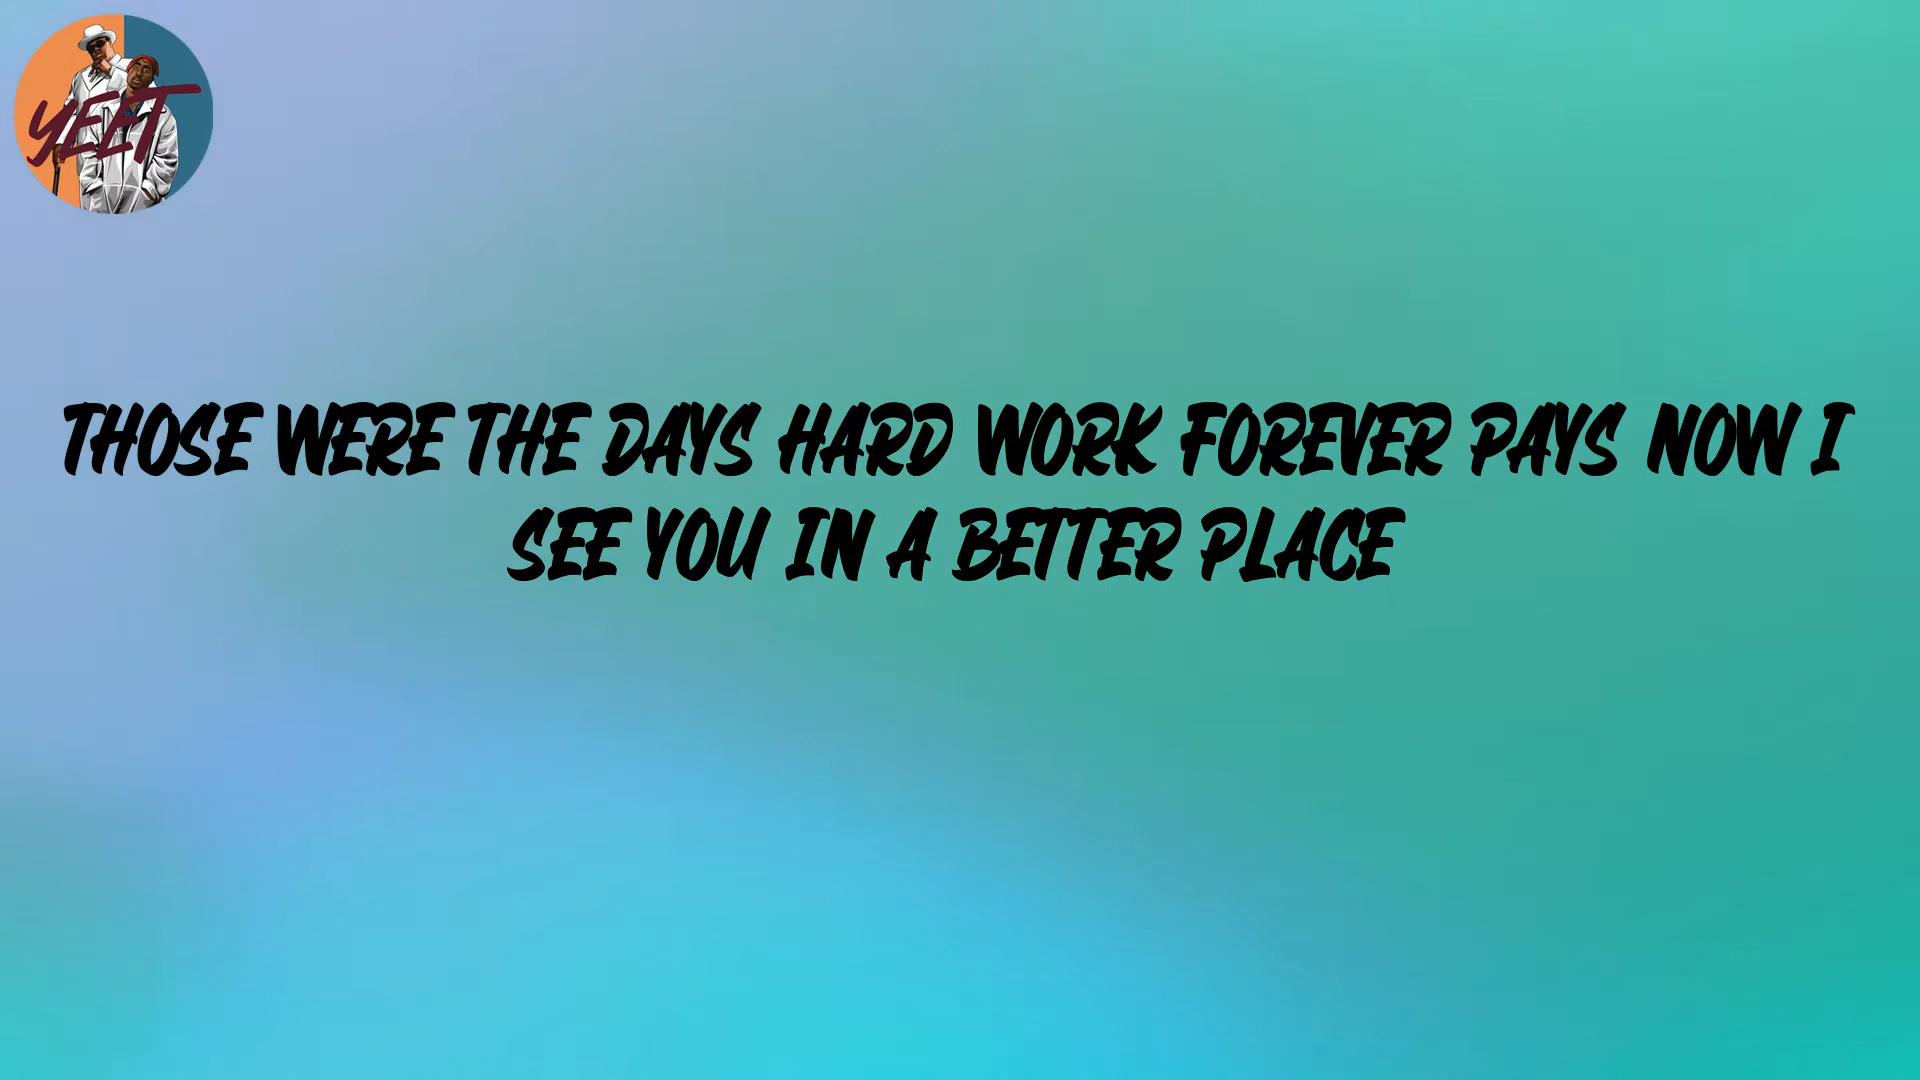 YEET
THOSE WERE THE DAYS HARD WORK FOREVER PAYS NOW I
SEE YOU IN A BETTER PLACE